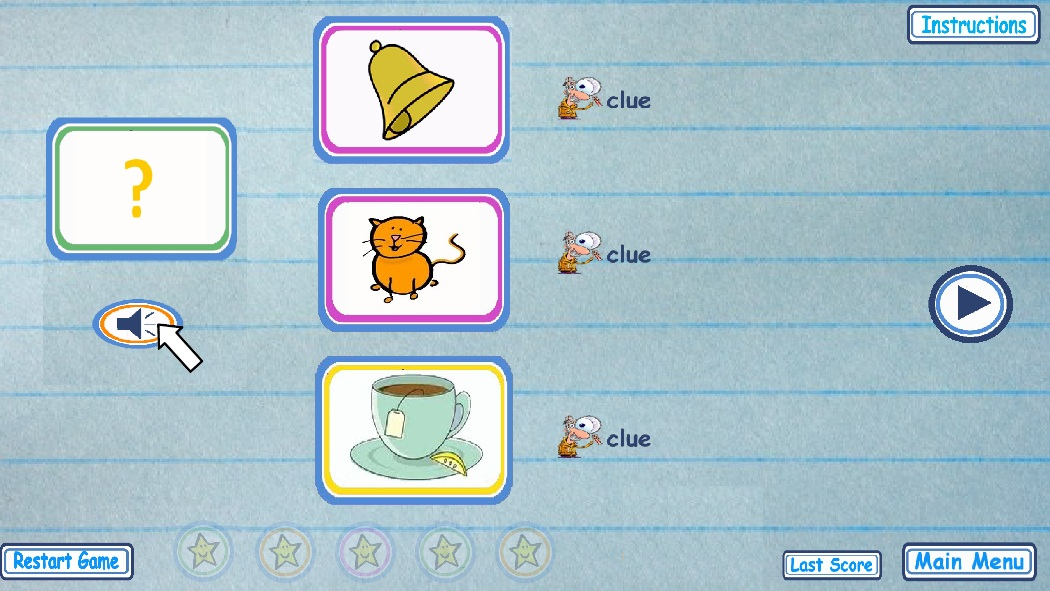 Instructions
clue
?
clue
clue
Restart Game
Last Score
Main Menu